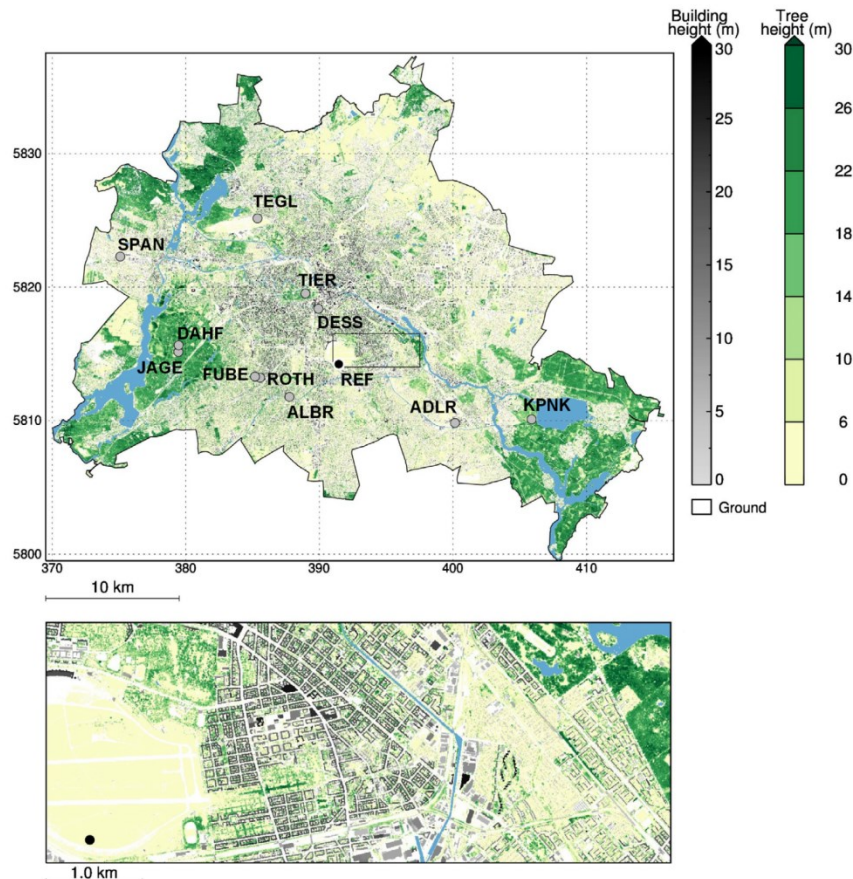 Building
height (m)
Tree
height (m)
30
25
20
15
10
5
0
30
26
22
18
14
10
6
0
Ground
5830
5820
5810
5800
370
380
390
400
410
TEGL
SPAN
TIER
DESS
DAHF
JAGE
FUBE
ROTH
REF
ALBR
ADLR
KPNK
10 km
1.0 km